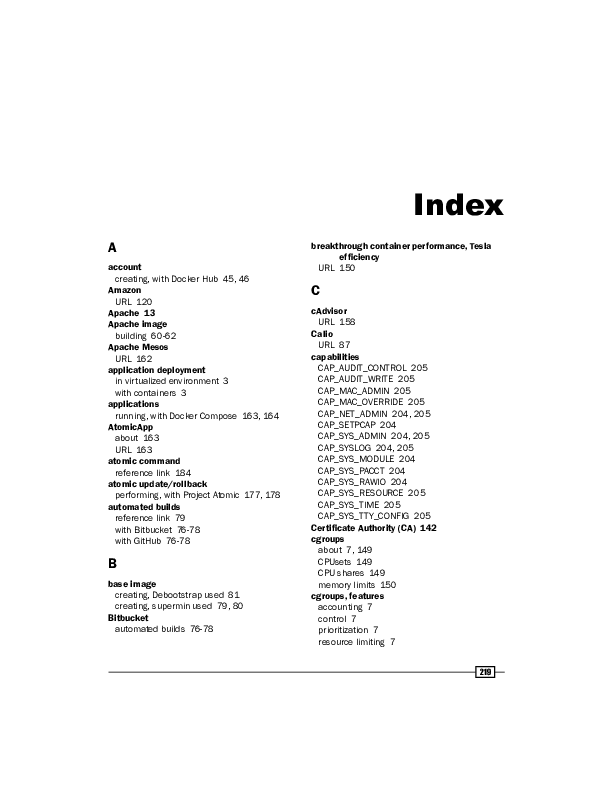 Index
A
account
creating, with Docker Hub 45, 46
Amazon
URL 120
Apache 13
Apache image
building 60-62
Apache Mesos
URL 162
application deployment
in virtualized environment 3
with containers 3
applications
running, with Docker Compose 163, 164
AtomicApp
about 163
URL 163
atomic command
reference link 184
atomic update/rollback
performing, with Project Atomic 177, 178
automated builds
reference link 79
with Bitbucket 76-78
with GitHub 76-78
B
base image
creating, Debootstrap used 81
creating, supermin used 79, 80
Bitbucket
automated builds 76-78
breakthrough container performance, Tesla
efficiency
URL 150
C
cAdvisor
URL 158
Calio
URL 87
capabilities
CAP_AUDIT_CONTROL 205
CAP_AUDIT_WRITE 205
CAP_MAC_ADMIN 205
CAP_MAC_OVERRIDE 205
CAP_NET_ADMIN 204, 205
CAP_SETPCAP 204
CAP_SYS_ADMIN 204, 205
CAP_SYSLOG 204, 205
CAP_SYS_MODULE 204
CAP_SYS_PACCT 204
CAP_SYS_RAWIO 204
CAP_SYS_RESOURCE 205
CAP_SYS_TIME 205
CAP_SYS_TTY_CONFIG 205
Certificate Authority (CA) 142
cgroups
about 7, 149
CPUsets 149
CPU shares 149
memory limits 150
cgroups, features
accounting 7
control 7
prioritization 7
resource limiting 7
219